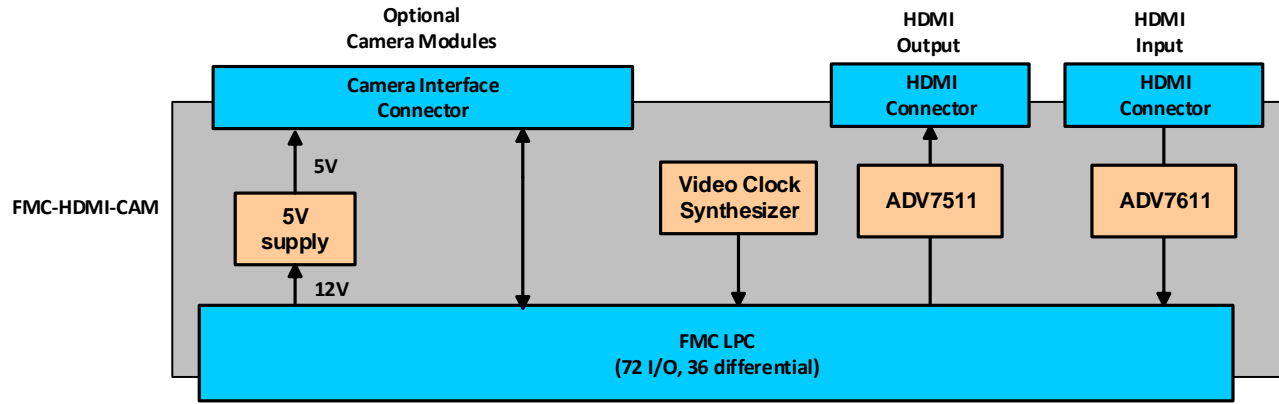 Optional
Camera Modules
HDMI
Output
HDMI
Input
Camera Interface
Connector
HDMI
Connector
HDMI
Connector
5V
FMC-HDMI-CAM
5V
supply
Video Clock
Synthesizer
ADV7511
ADV7611
12V
FMC LPC
(72 I/O, 36 differential)